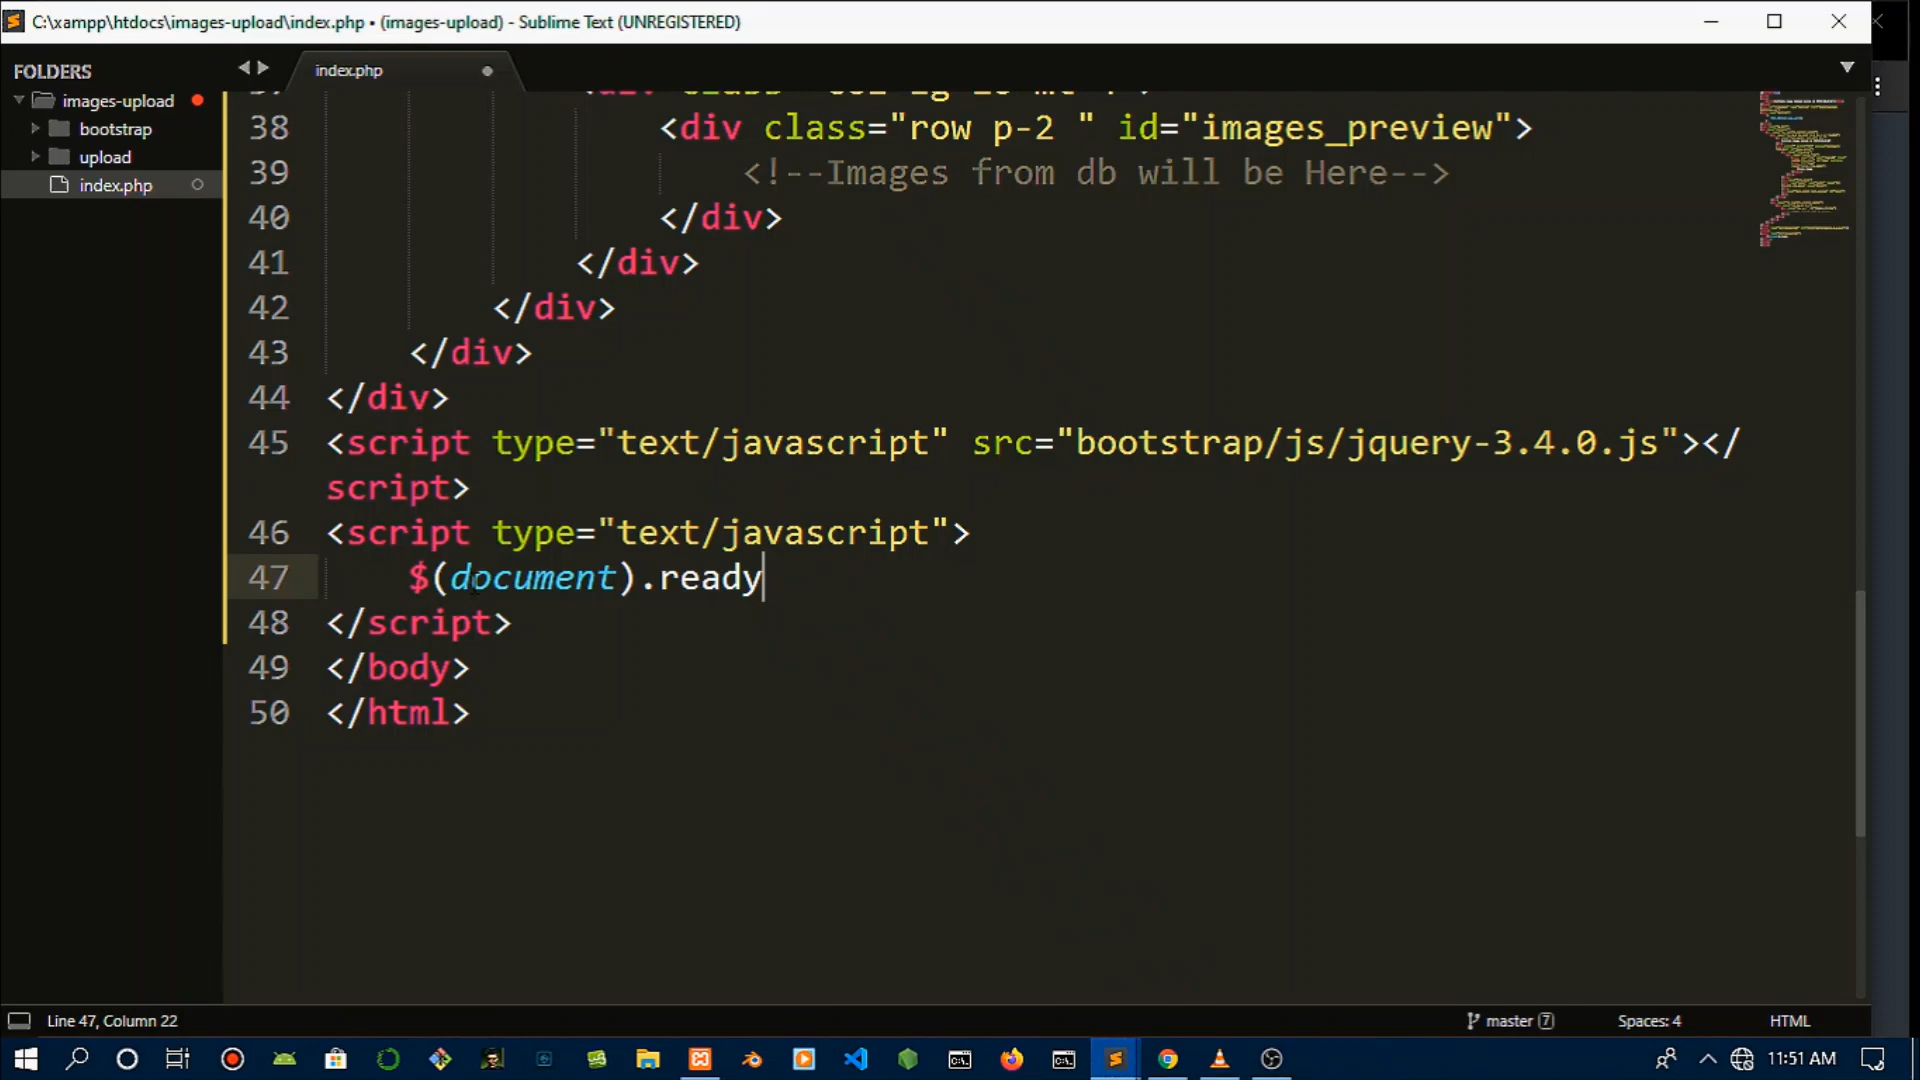 C:\xampp\htdocs\images-upload\index.php • (images-upload) - Sublime Text (UNREGISTERED)
FOLDERS
images-upload
bootstrap
upload
index.php
index.php
38 <div class="row p-2 " id="images_preview">
39 <!--Images from db will be Here-->
40 </div>
41 </div>
42 </div>
43 </div>
44 </div>
45 <script type="text/javascript" src="bootstrap/js/jquery-3.4.0.js"></
script>
46 <script type="text/javascript">
47 $(document).ready
48 </script>
49 </body>
50 </html>
Line 47, Column 22
master 7
Spaces: 4
HTML
11:51 AM